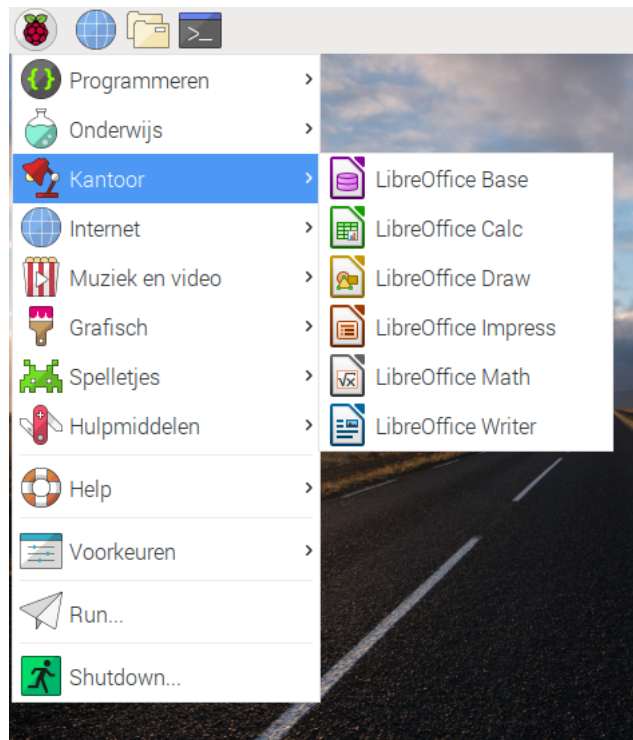 Programmeren
Onderwijs
Kantoor
Internet
Muziek en video
Grafisch
Spelletjes
Hulpmiddelen
Help
Voorkeuren
Run...
Shutdown...
LibreOffice Base
LibreOffice Calc
LibreOffice Draw
LibreOffice Impress
LibreOffice Math
LibreOffice Writer